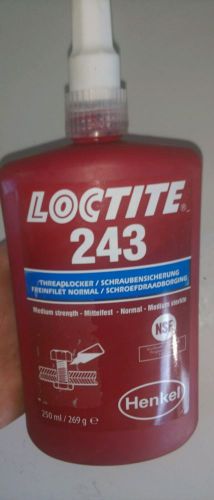 LOCTITE®
243
THREADLOCKER / SCHRAUBENSICHERUNG
FREINFILET NORMAL / SCHROEFDRAADBORGING
Medium strength - Mittelfest - Normal - Medium sterkte
NSF
250 ml / 269 g ℮
Henkel